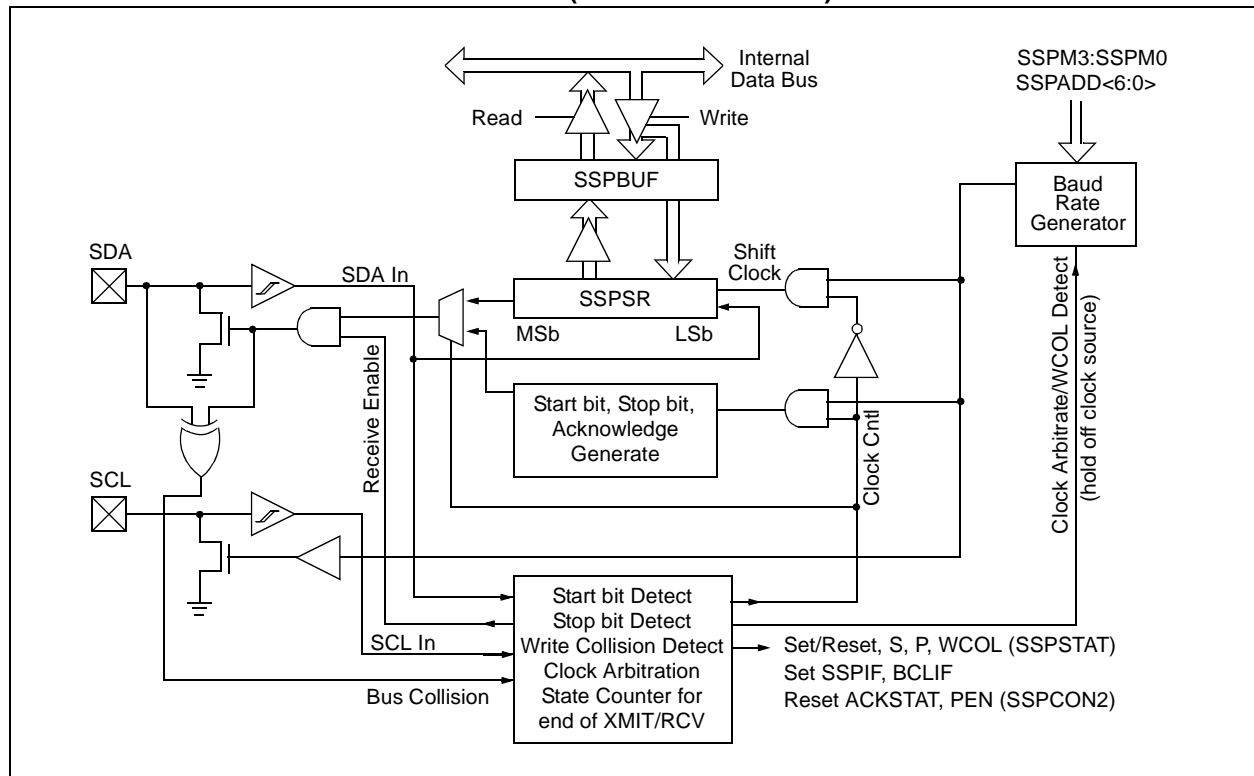 Internal
Data Bus
SSPM3:SSPM0
SSPADD<6:0>
Read
Write
SSPBUF
Baud
Rate
Generator
SDA
SDA In
Shift
Clock
SSPSR
MSb
LSb
Receive Enable
Start bit, Stop bit,
Acknowledge
Generate
Clock Cntl
Clock Arbitrate/WCOL Detect
(hold off clock source)
SCL
SCL In
Bus Collision
Start bit Detect
Stop bit Detect
Write Collision Detect
Clock Arbitration
State Counter for
end of XMIT/RCV
Set/Reset, S, P, WCOL (SSPSTAT)
Set SSPIF, BCLIF
Reset ACKSTAT, PEN (SSPCON2)